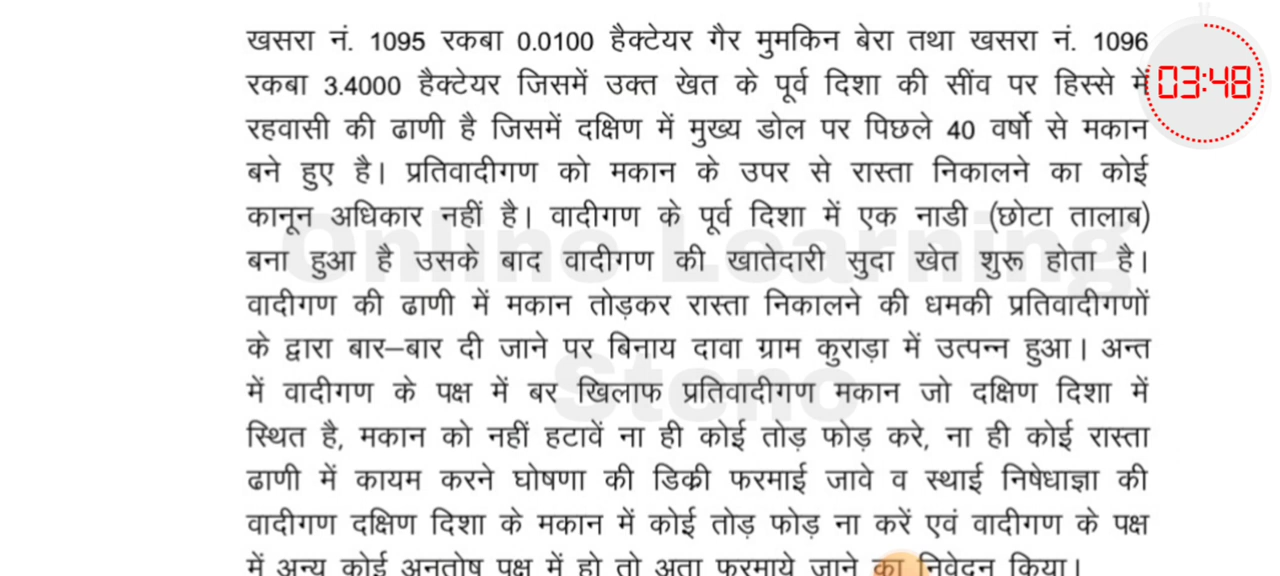 खसरा नं. 1095 रकबा 0.0100 हैक्टेयर गैर मुमकिन बेरा तथा खसरा नं. 1096
रकबा 3.4000 हैक्टेयर जिसमें उक्त खेत के पूर्व दिशा की सींव पर हिस्से में
03:48
रहवासी की ढाणी है जिसमें दक्षिण में मुख्य डोल पर पिछले 40 वर्षो से मकान
बने हुए है। प्रतिवादीगण को मकान के उपर से रास्ता निकालने का कोई
कानून अधिकार नहीं है। वादीगण के पूर्व दिशा में एक नाडी (छोटा तालाब)
बना हुआ है उसके बाद वादीगण की खातेदारी सुदा खेत शुरू होता है।
Online Learning
वादीगण की ढाणी में मकान तोड़कर रास्ता निकालने की धमकी प्रतिवादीगणों
के द्वारा बार–बार दी जाने पर बिनाय दावा ग्राम कुराड़ा में उत्पन्न हुआ। अन्त
में वादीगण के पक्ष में बर खिलाफ प्रतिवादीगण मकान जो दक्षिण दिशा में
Steno
स्थित है, मकान को नहीं हटावें ना ही कोई तोड़ फोड़ करे, ना ही कोई रास्ता
ढाणी में कायम करने घोषणा की डिक्री फरमाई जावे व स्थाई निषेधाज्ञा की
वादीगण दक्षिण दिशा के मकान में कोई तोड़ फोड़ ना करें एवं वादीगण के पक्ष
में अन्य कोई अनुतोष पक्ष में हो तो अता फरमाये जाने का निवेदन किया।